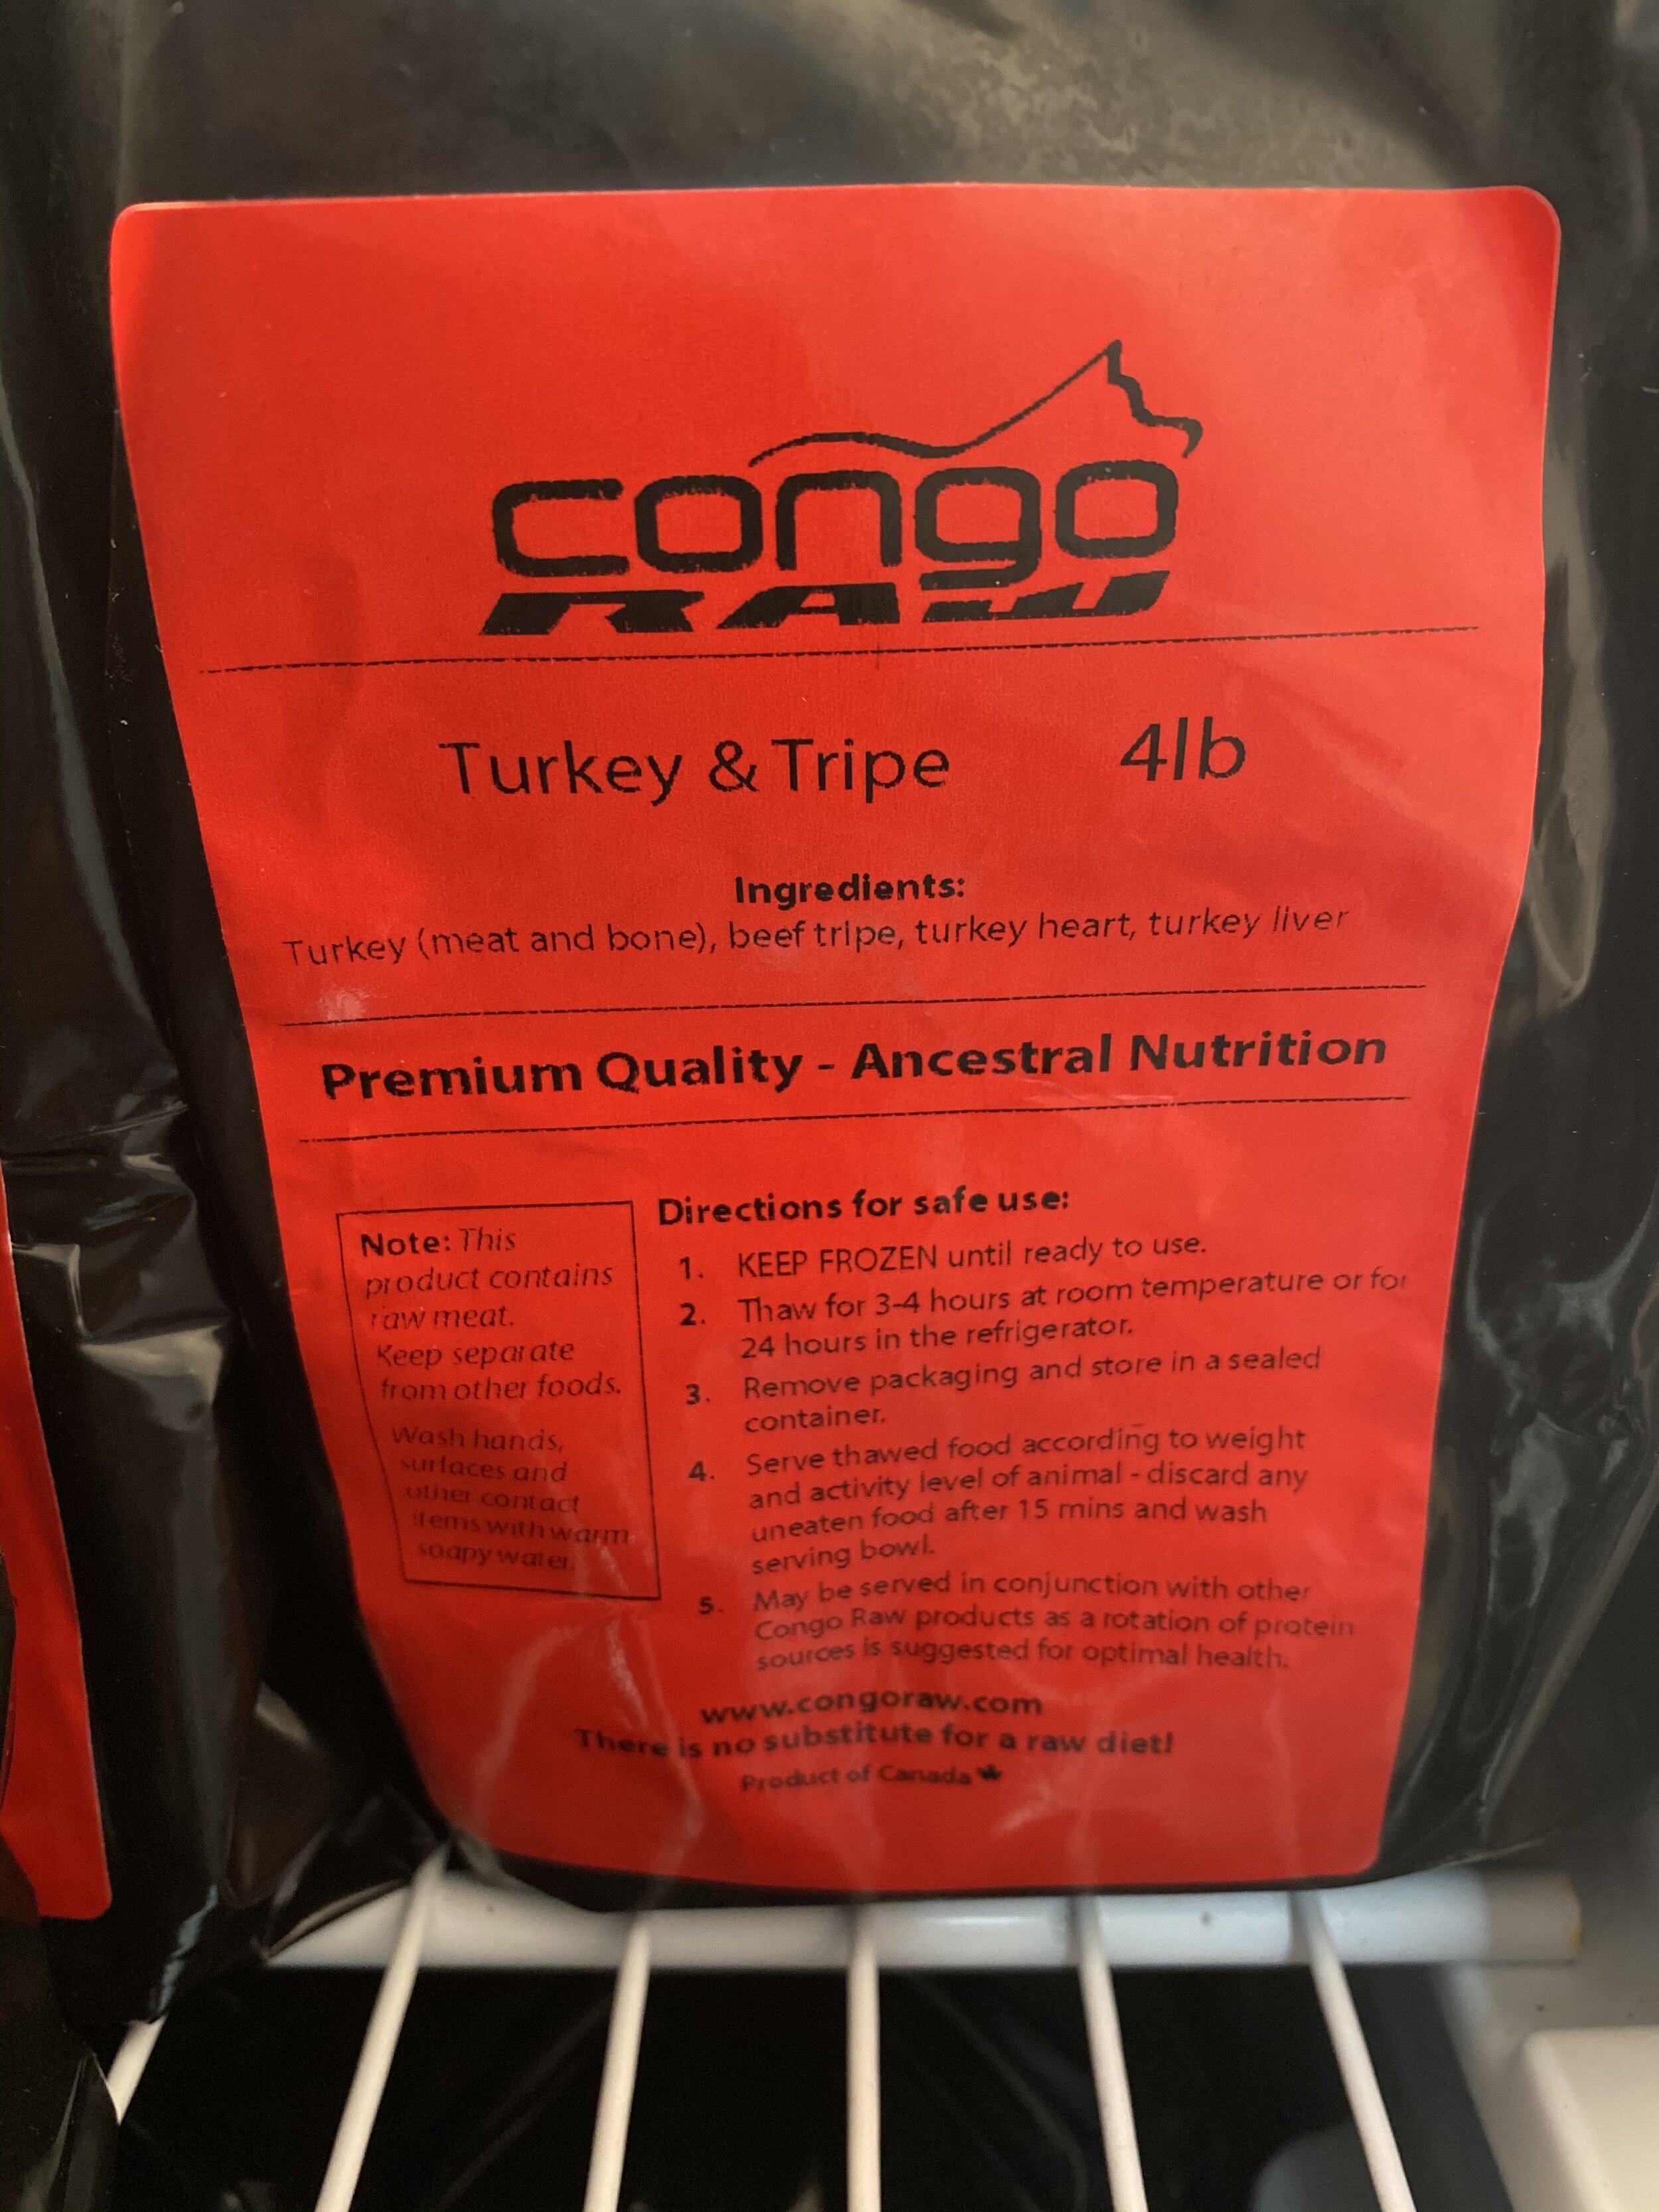 congo
RAW
Turkey & Tripe 4lb
Ingredients:
Turkey (meat and bone), beef tripe, turkey heart, turkey liver
Premium Quality - Ancestral Nutrition
Note: This
product contains
raw meat.
Keep separate
from other foods.
Wash hands,
surfaces and
other contact
items with warm
soapy water.
Directions for safe use:
1. KEEP FROZEN until ready to use.
2. Thaw for 3-4 hours at room temperature or for
24 hours in the refrigerator.
3. Remove packaging and store in a sealed
container.
4. Serve thawed food according to weight
and activity level of animal - discard any
uneaten food after 15 mins and wash
serving bowl.
5. May be served in conjunction with other
Congo Raw products as a rotation of protein
sources is suggested for optimal health.
www.congoraw.com
There is no substitute for a raw diet!
Product of Canada